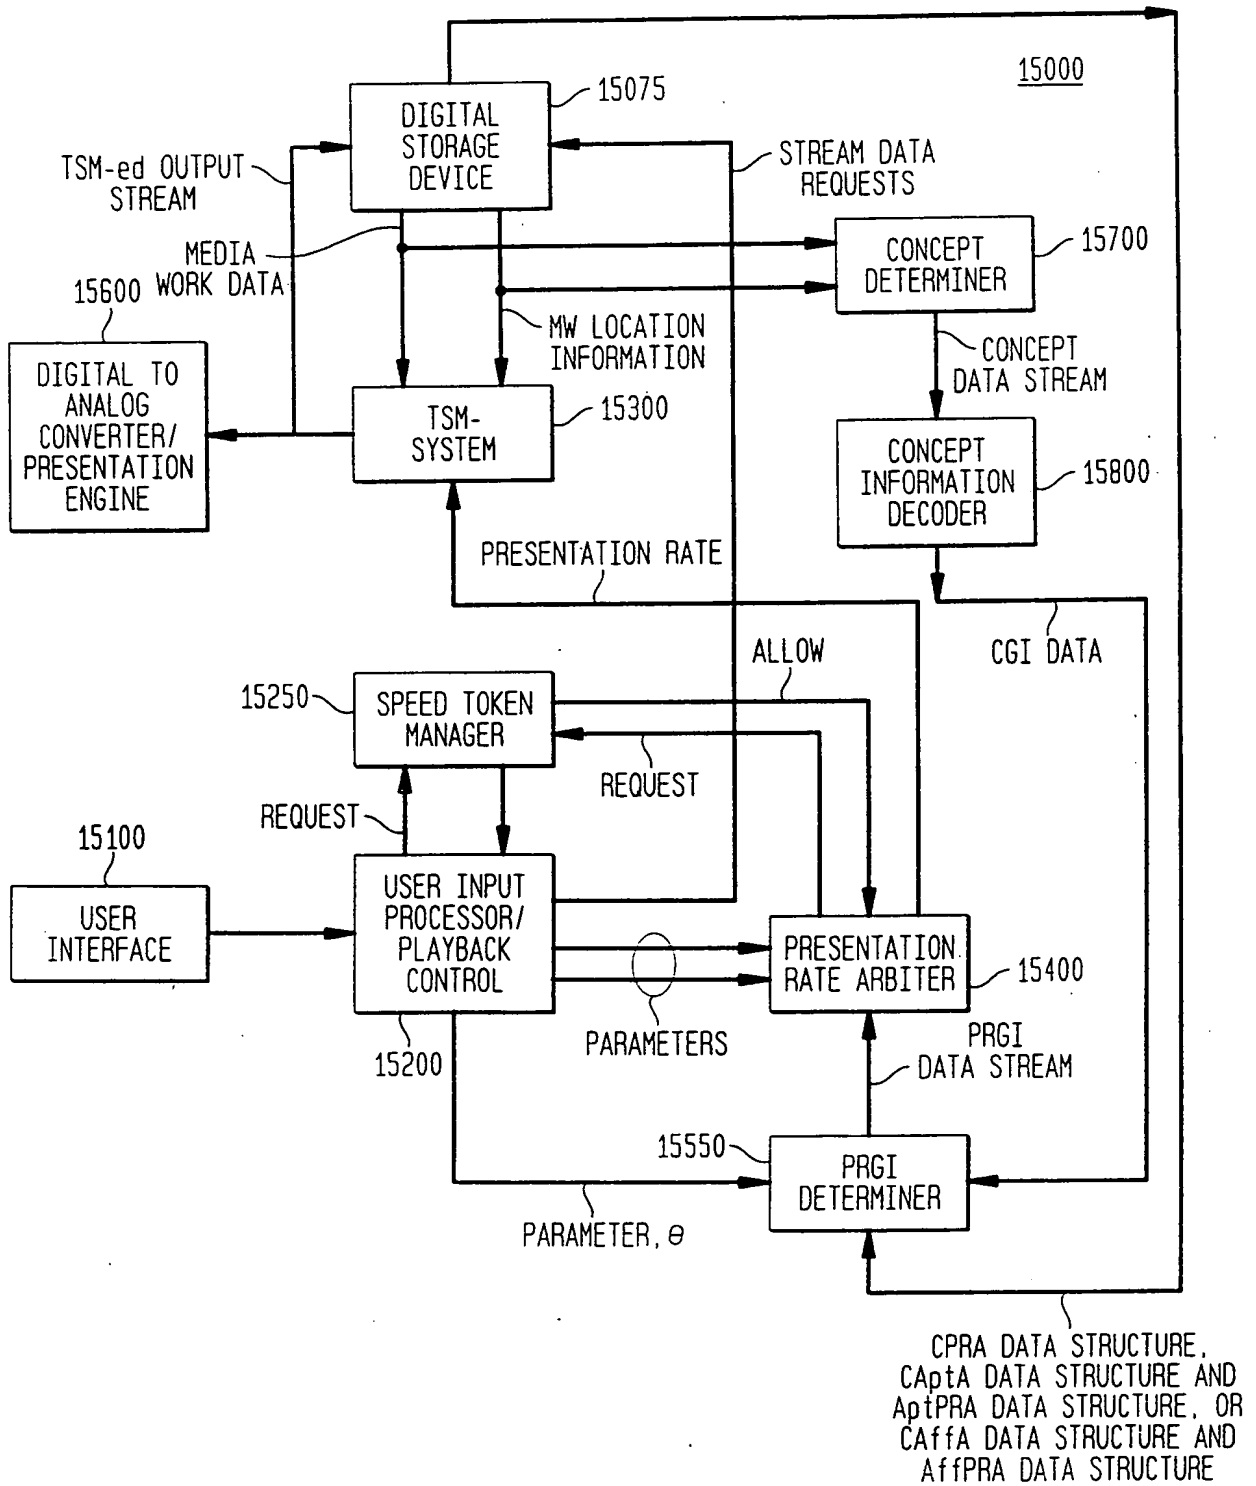 15000
15075
DIGITAL
STORAGE
DEVICE
TSM-ed OUTPUT
STREAM
STREAM DATA
REQUESTS
MEDIA
WORK DATA
15700
CONCEPT
DETERMINER
15600
MW LOCATION
INFORMATION
CONCEPT
DATA STREAM
DIGITAL TO
ANALOG
CONVERTER/
PRESENTATION
ENGINE
15300
TSM-
SYSTEM
CONCEPT
INFORMATION
DECODER
15800
PRESENTATION RATE
ALLOW
CGI DATA
15250
SPEED TOKEN
MANAGER
REQUEST
REQUEST
15100
USER
INTERFACE
USER INPUT
PROCESSOR/
PLAYBACK
CONTROL
15200
PARAMETERS
PRESENTATION
RATE ARBITER
15400
PRGI
DATA STREAM
15550
PRGI
DETERMINER
PARAMETER, θ
CPRA DATA STRUCTURE,
CAptA DATA STRUCTURE AND
AptPRA DATA STRUCTURE, OR
CAffA DATA STRUCTURE AND
AffPRA DATA STRUCTURE